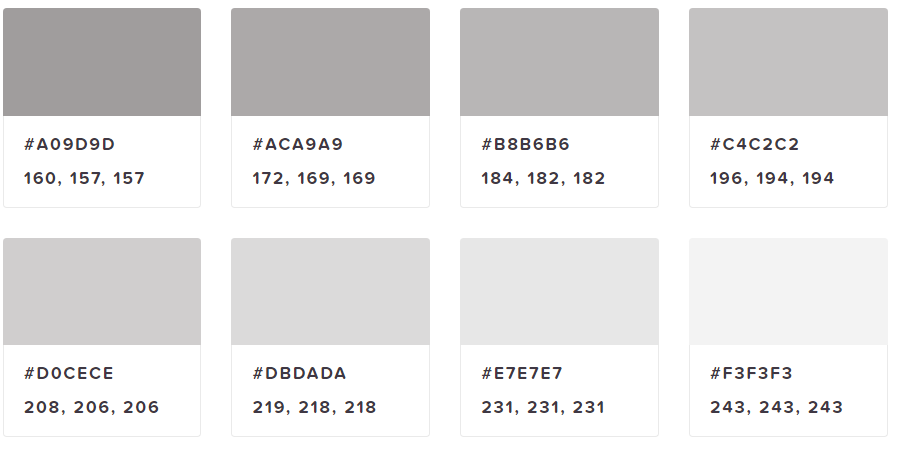 #A09D9D
160, 157, 157
#ACA9A9
172, 169, 169
#B8B6B6
184, 182, 182
#C4C2C2
196, 194, 194
#D0CECE
208, 206, 206
#DBDADA
219, 218, 218
#E7E7E7
231, 231, 231
#F3F3F3
243, 243, 243